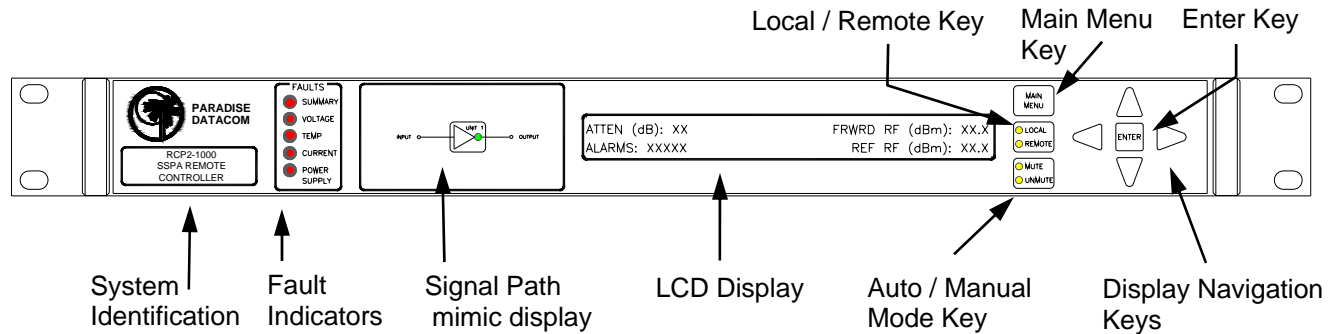 Local / Remote Key
Main Menu
Key
Enter Key
PARADISE
DATACOM
RCP2-1000
SSPA REMOTE
CONTROLLER
FAULTS
SUMMARY
VOLTAGE
TEMP
CURRENT
POWER
SUPPLY
INPUT
UNIT 1
OUTPUT
ATTEN (dB): XX
FRWRD RF (dBm): XX.X
ALARMS: XXXXX
REF RF (dBm): XX.X
MAIN
MENU
LOCAL
REMOTE
MUTE
UNMUTE
ENTER
System
Identification
Fault
Indicators
Signal Path
mimic display
LCD Display
Auto / Manual
Mode Key
Display Navigation
Keys